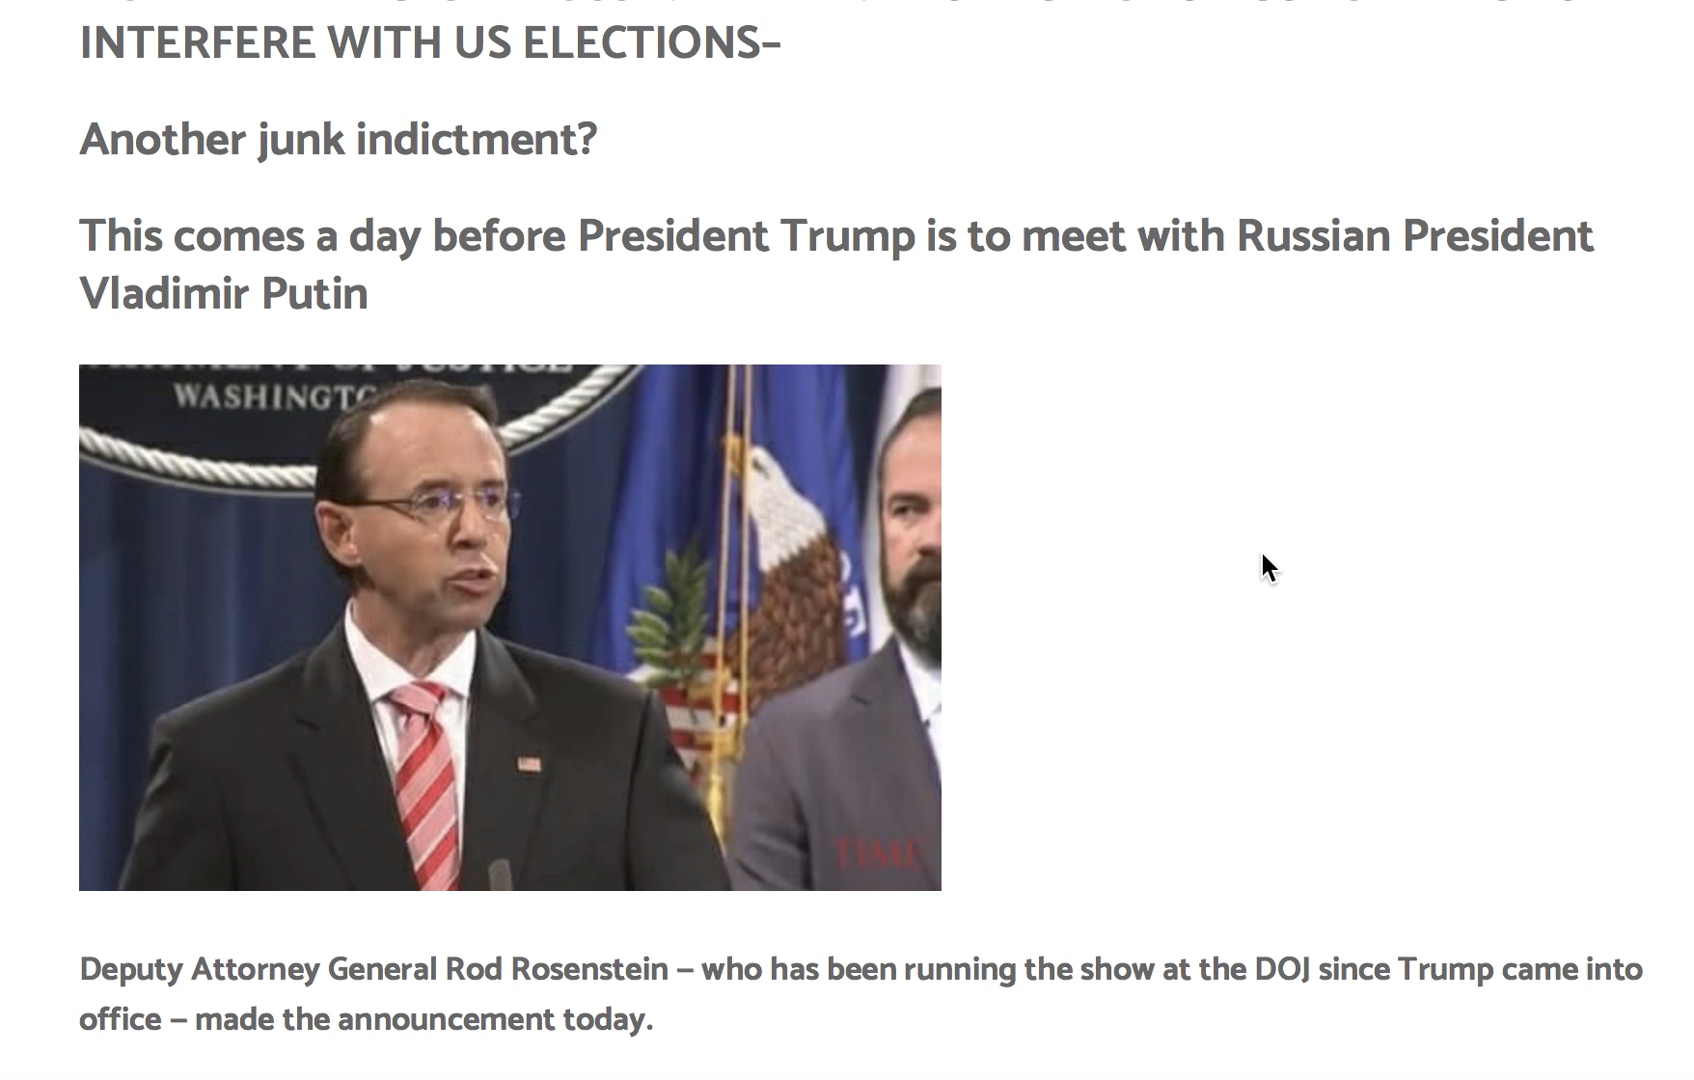 INTERFERE WITH US ELECTIONS–
Another junk indictment?
This comes a day before President Trump is to meet with Russian President
Vladimir Putin
WASHINGT
TIME
Deputy Attorney General Rod Rosenstein – who has been running the show at the DOJ since Trump came into
office – made the announcement today.